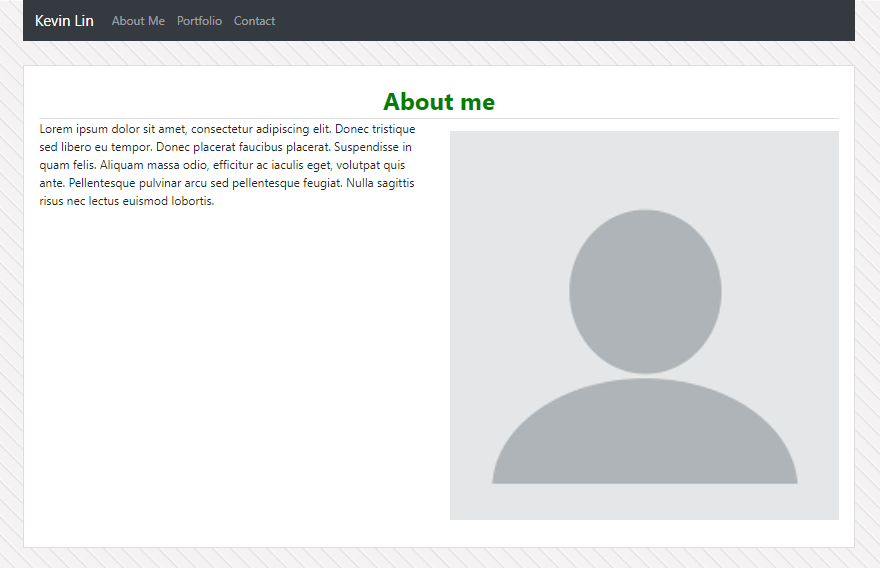 Kevin Lin About Me Portfolio Contact
About me
Lorem ipsum dolor sit amet, consectetur adipiscing elit. Donec tristique
sed libero eu tempor. Donec placerat faucibus placerat. Suspendisse in
quam felis. Aliquam massa odio, efficitur ac iaculis eget, volutpat quis
ante. Pellentesque pulvinar arcu sed pellentesque feugiat. Nulla sagittis
risus nec lectus euismod lobortis.